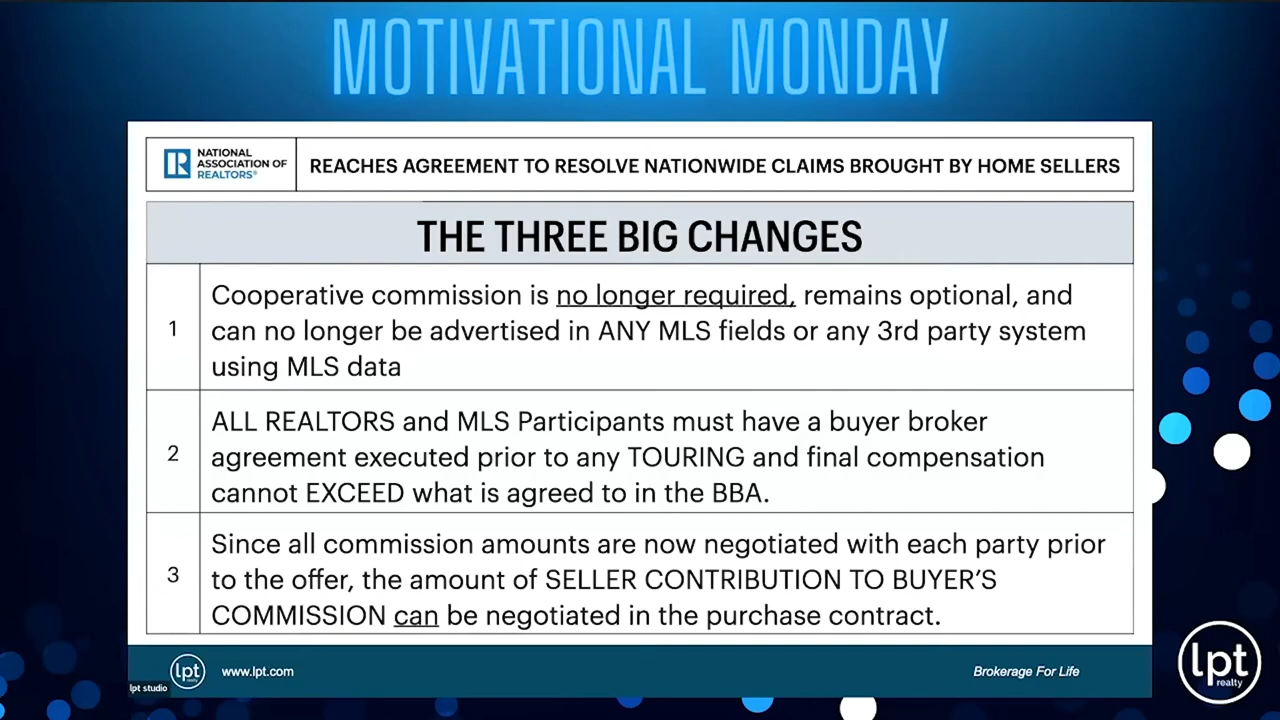 MOTIVATIONAL MONDAY
NATIONAL
ASSOCIATION OF
REALTORS®
REACHES AGREEMENT TO RESOLVE NATIONWIDE CLAIMS BROUGHT BY HOME SELLERS
THE THREE BIG CHANGES
1
Cooperative commission is no longer required, remains optional, and
can no longer be advertised in ANY MLS fields or any 3rd party system
using MLS data
2
ALL REALTORS and MLS Participants must have a buyer broker
agreement executed prior to any TOURING and final compensation
cannot EXCEED what is agreed to in the BBA.
3
Since all commission amounts are now negotiated with each party prior
to the offer, the amount of SELLER CONTRIBUTION TO BUYER'S
COMMISSION can be negotiated in the purchase contract.
lpt
realty
www.lpt.com
Brokerage For Life
lpt studio
lpt
realty